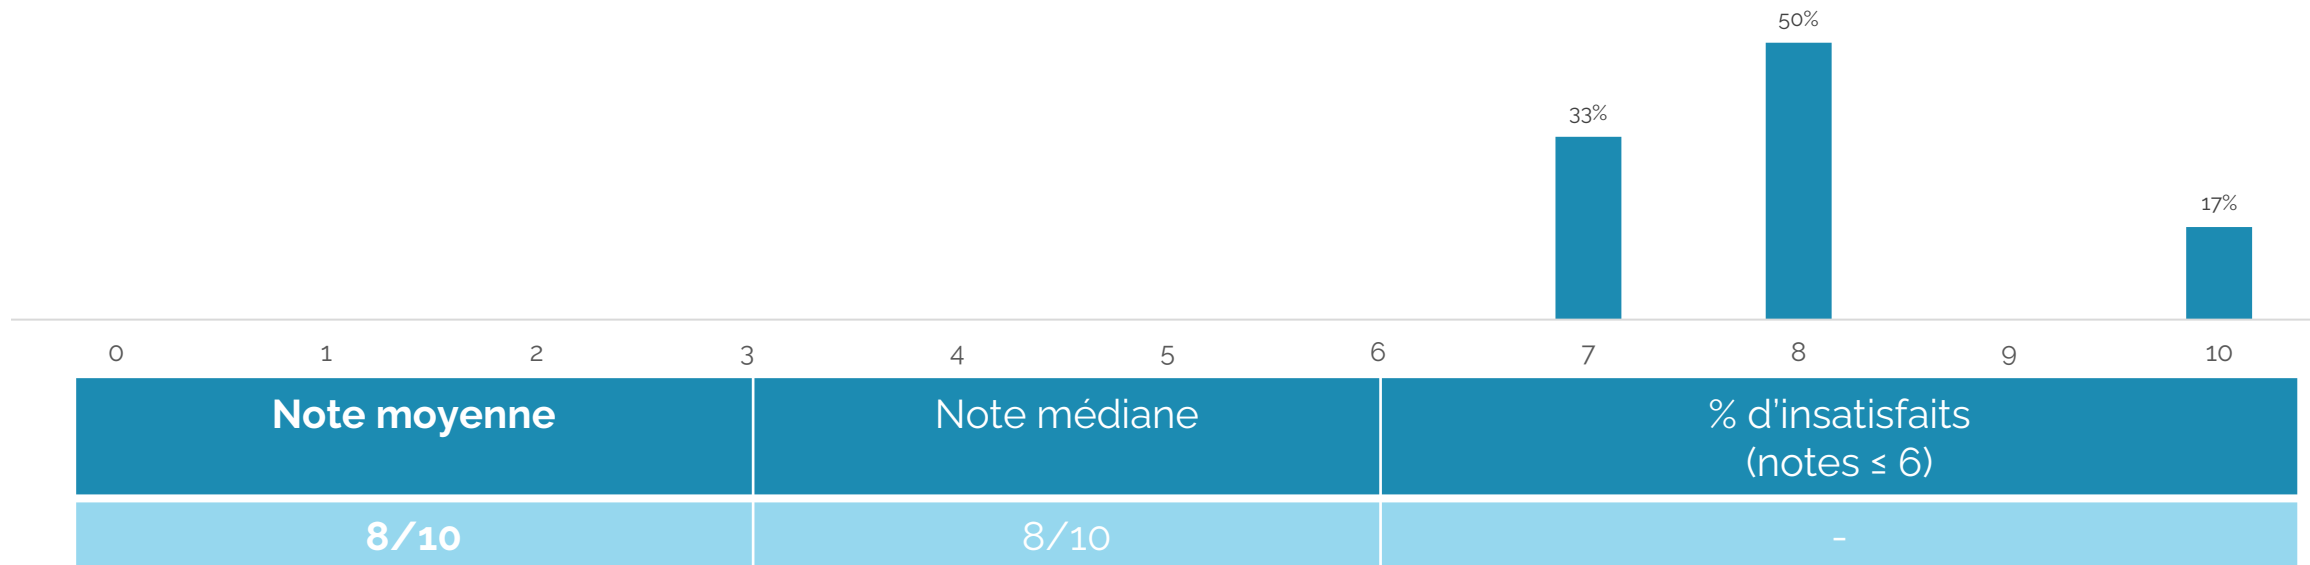 50%
33%
17%
0 1 2 3 4 5 6 7 8 9 10
Note moyenne Note médiane % d'insatisfaits
(notes ≤ 6)
8/10 8/10 -